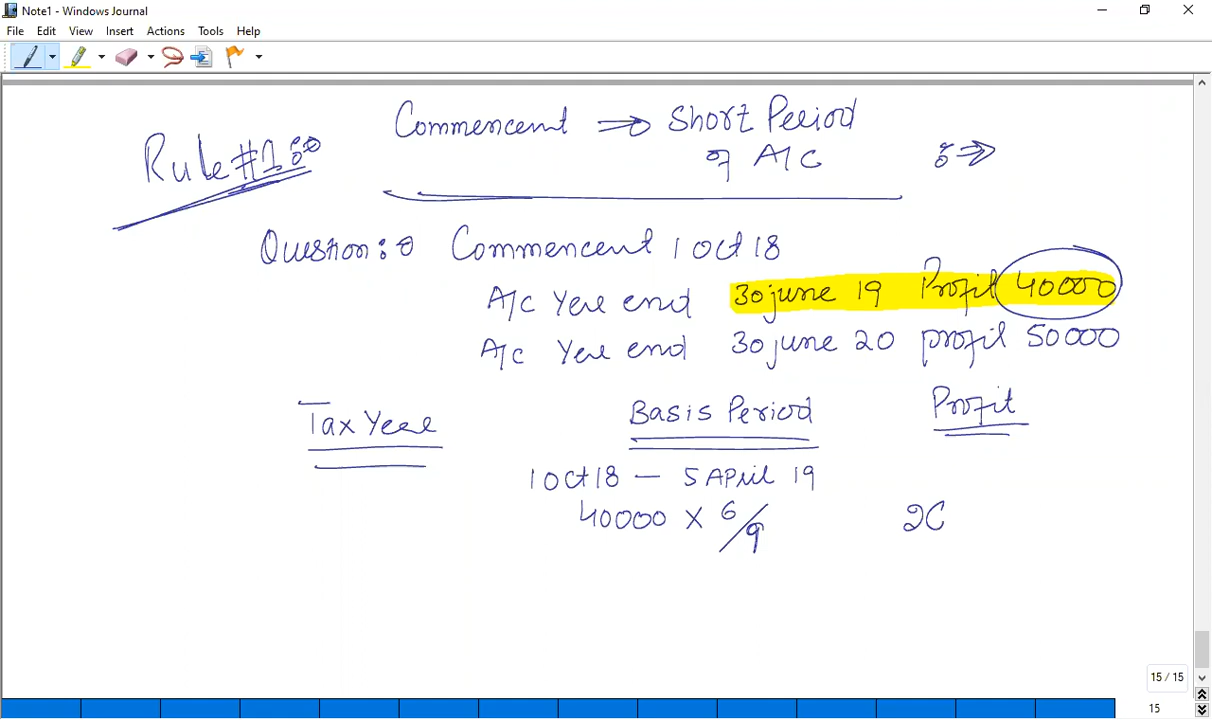 Note1 - Windows Journal
File Edit View Insert Actions Tools Help
Commencent ⇒ Short Period
of A/C
Rule #1
Question: Commencent 1 Oct 18
A/C Year end 30 june 19 Profit 40000
A/C Year end 30 june 20 profit 50000
Tax Year Basis Period Profit
1 Oct 18 — 5 April 19
40000 × 6/9 2C
15 / 15
15